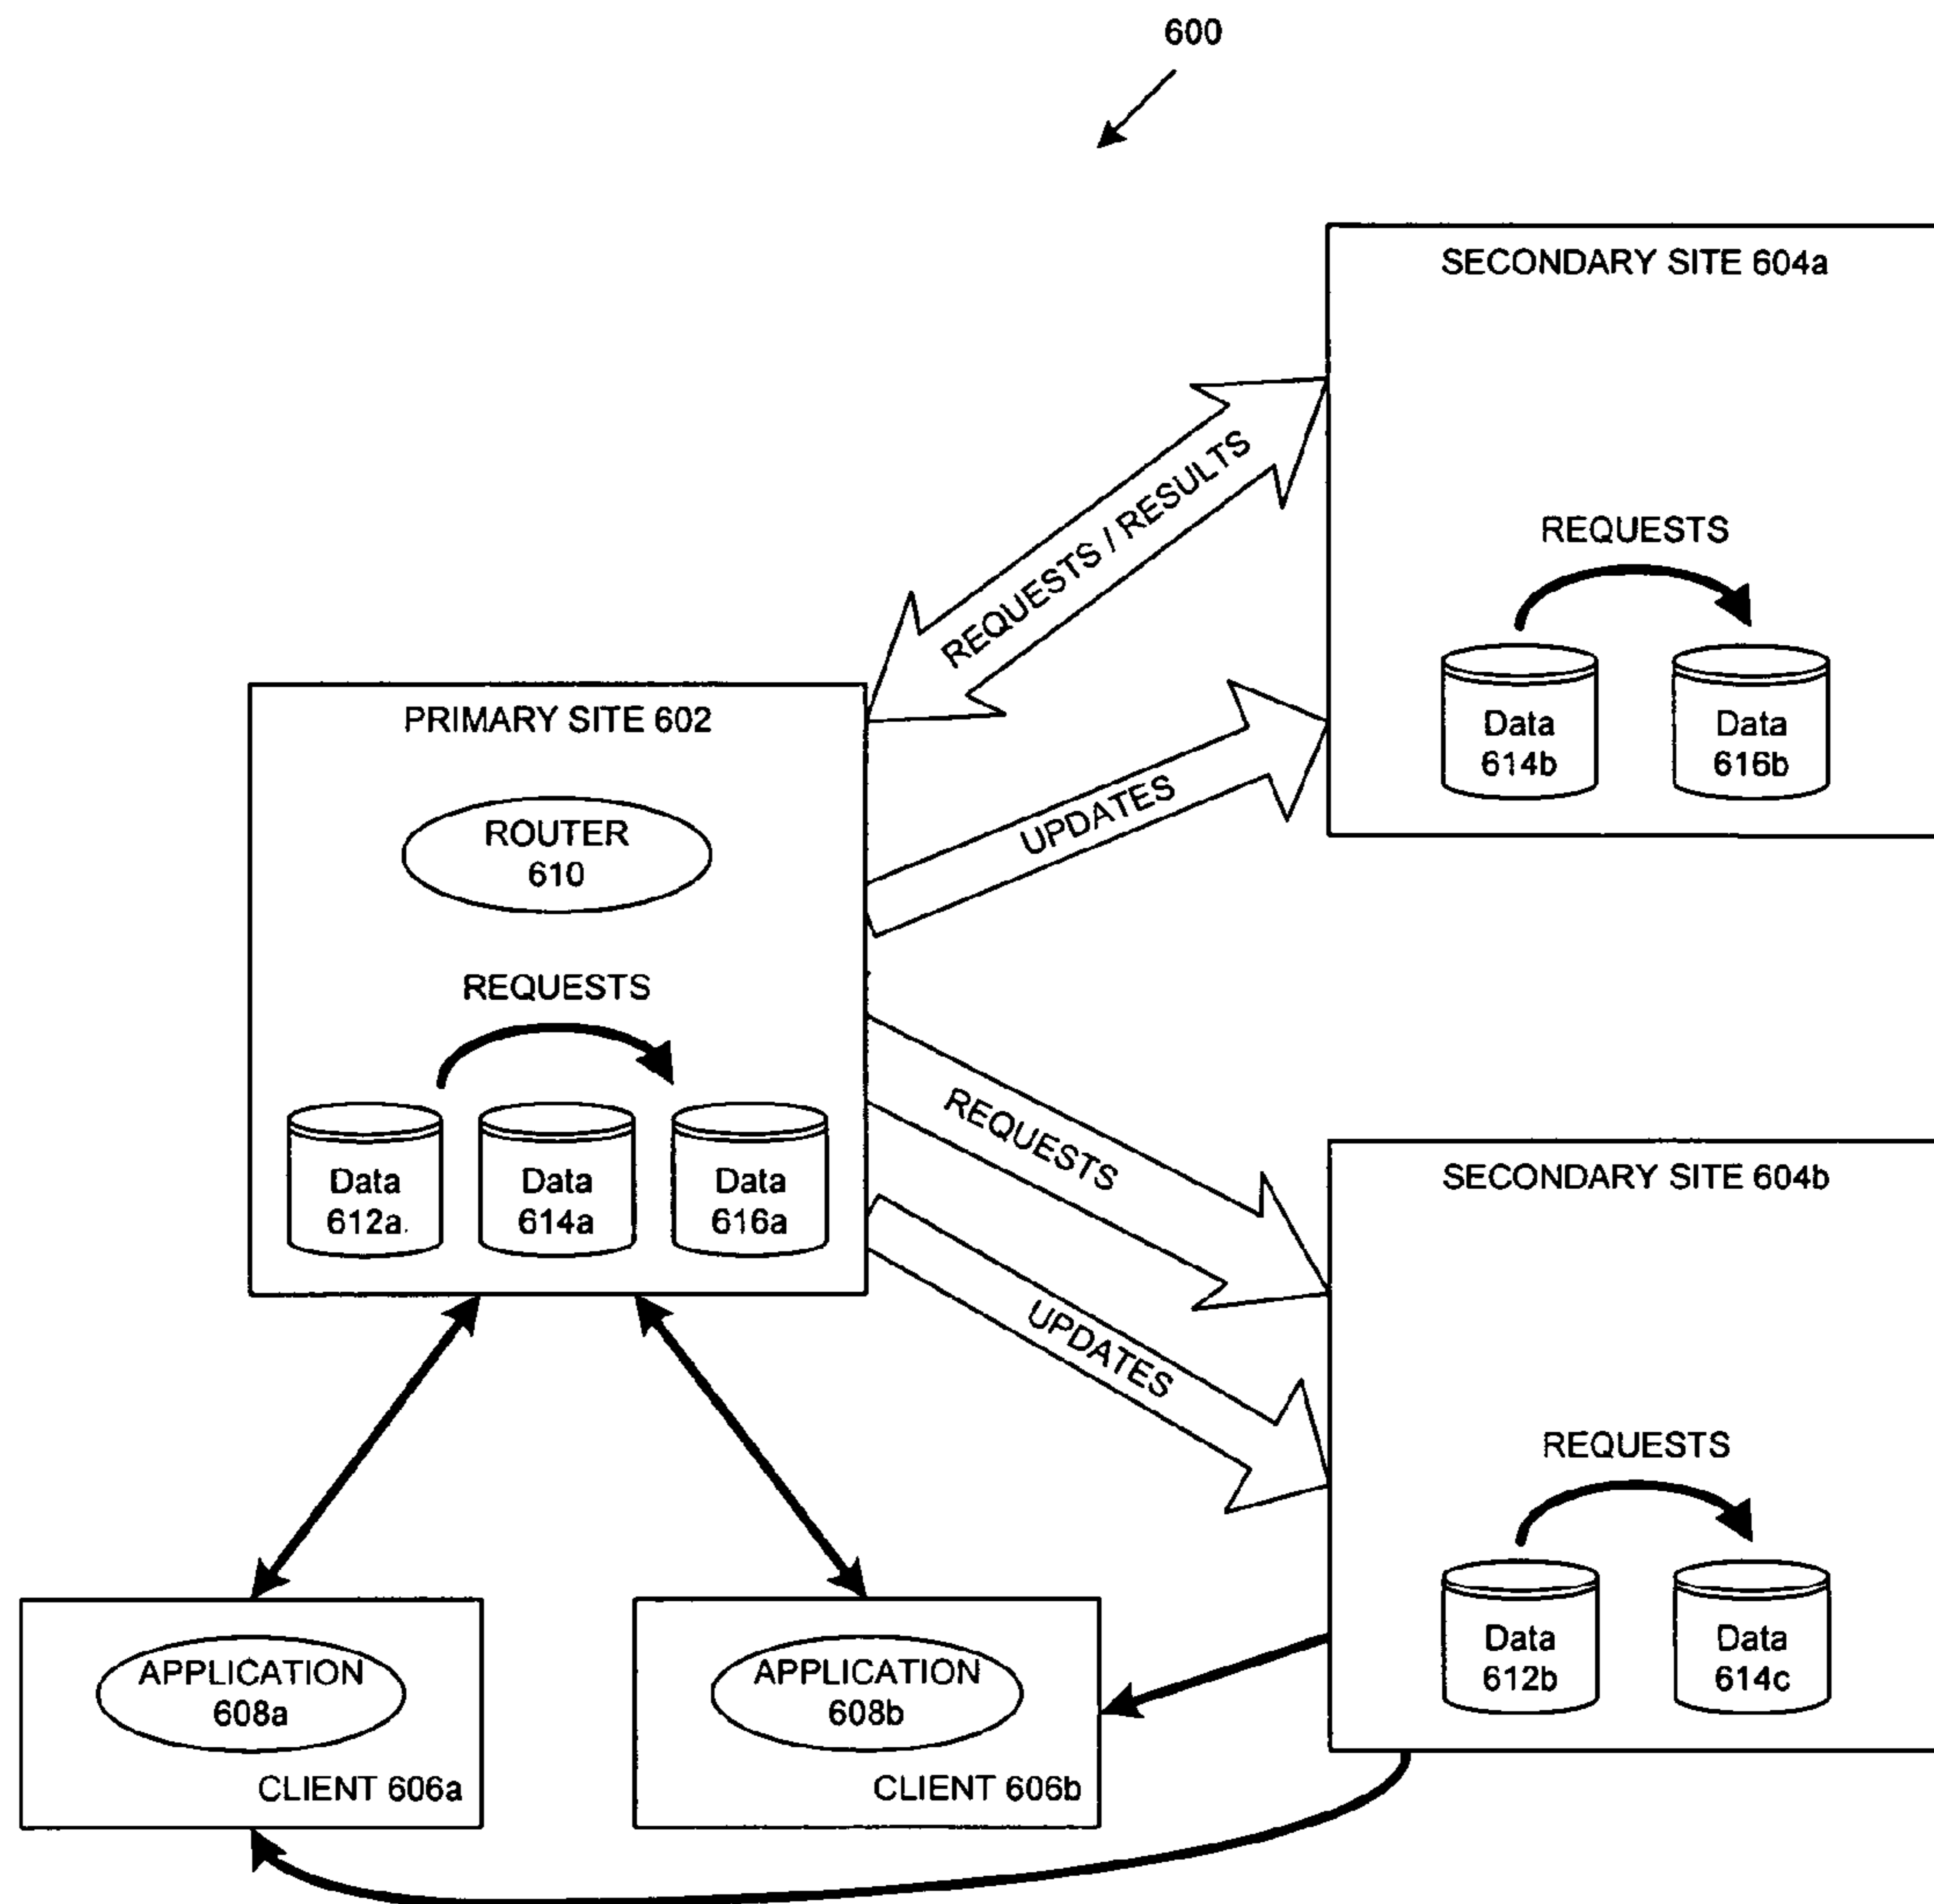 600
SECONDARY SITE 604a
REQUESTS / RESULTS
REQUESTS
Data
614b
Data
616b
PRIMARY SITE 602
ROUTER
610
UPDATES
REQUESTS
Data
612a
Data
614a
Data
616a
REQUESTS
UPDATES
SECONDARY SITE 604b
REQUESTS
Data
612b
Data
614c
APPLICATION
608a
CLIENT 606a
APPLICATION
608b
CLIENT 606b